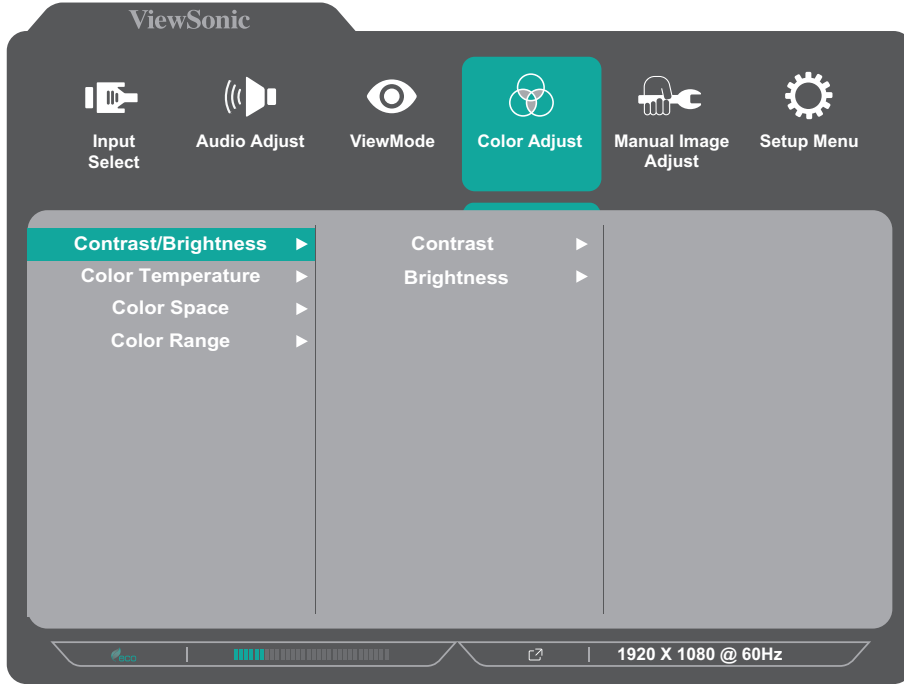 ViewSonic
Input
Select
Audio Adjust
ViewMode
Color Adjust
Manual Image
Adjust
Setup Menu
Contrast/Brightness
Color Temperature
Color Space
Color Range
Contrast
Brightness
eco
1920 X 1080 @ 60Hz